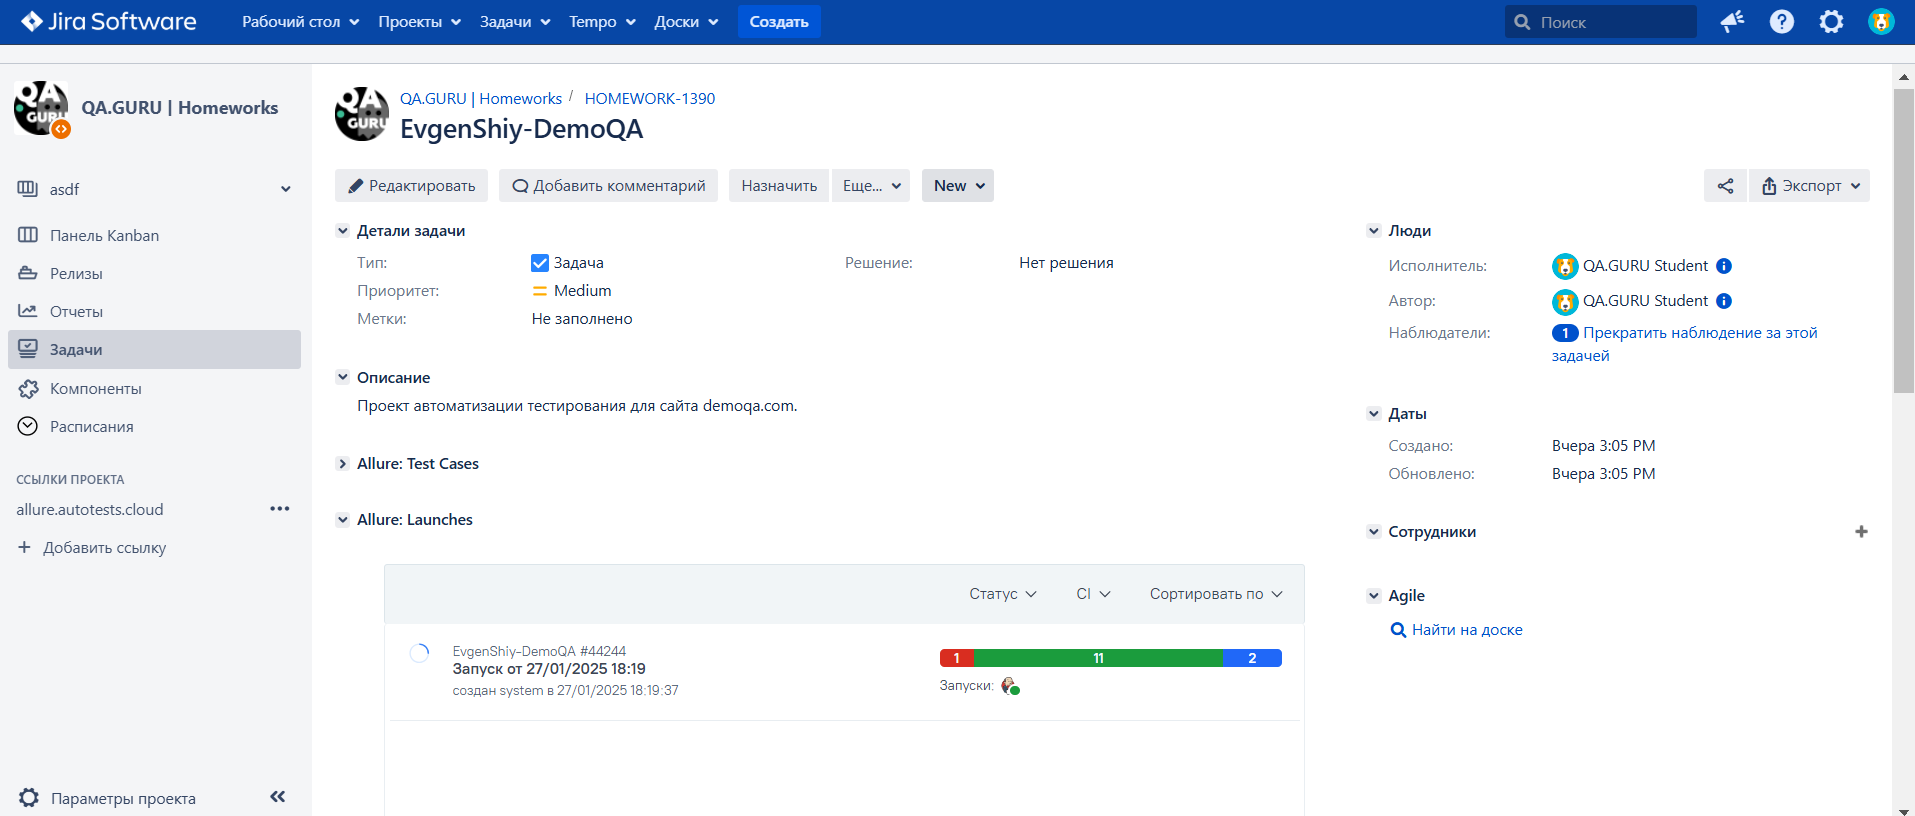 Jira Software Рабочий стол Проекты Задачи Tempo Доски Создать Поиск
QA GURU
QA.GURU | Homeworks
asdf
Панель Kanban
Релизы
Отчеты
Задачи
Компоненты
Расписания
ССЫЛКИ ПРОЕКТА
allure.autotests.cloud
Добавить ссылку
Параметры проекта
QA GURU
QA.GURU | Homeworks / HOMEWORK-1390
EvgenShiy-DemoQA
Редактировать Добавить комментарий Назначить Еще... New Экспорт
Детали задачи
Тип: Задача Решение: Нет решения
Приоритет: Medium
Метки: Не заполнено
Описание
Проект автоматизации тестирования для сайта demoqa.com.
Allure: Test Cases
Allure: Launches
Статус CI Сортировать по
EvgenShiy-DemoQA #44244
Запуск от 27/01/2025 18:19
создан system в 27/01/2025 18:19:37
1 11 2
Запуски:
Люди
Исполнитель: QA.GURU Student
Автор: QA.GURU Student
Наблюдатели: 1 Прекратить наблюдение за этой
задачей
Даты
Создано: Вчера 3:05 PM
Обновлено: Вчера 3:05 PM
Сотрудники
Agile
Найти на доске